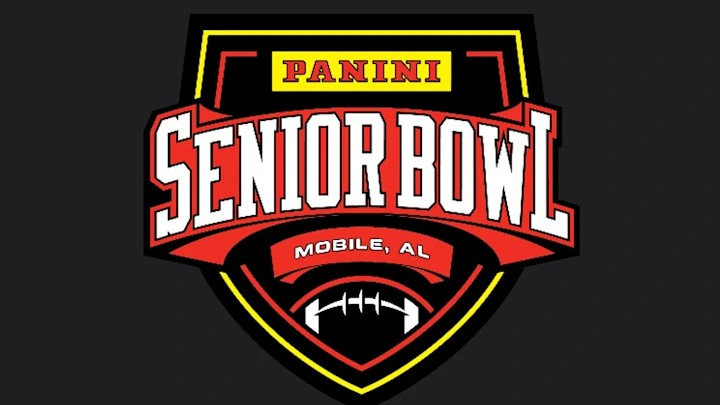 PANINI
SENIOR BOWL
MOBILE, AL